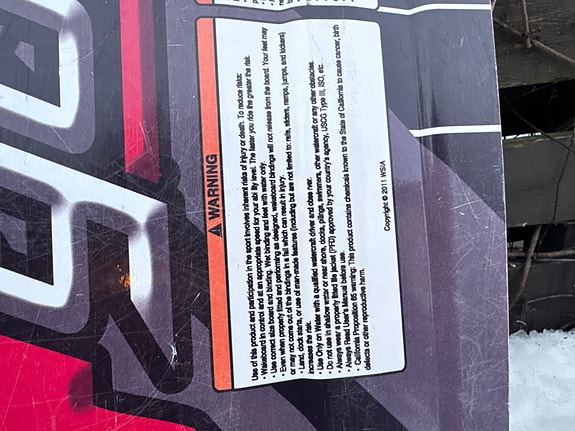 ⚠ WARNING
Use of this product and participation in the sport involves inherent risks of injury or death. To reduce risks:
• Wakeboard in control and at an appropriate speed for your ability level. The faster you ride the greater the risk.
• Use correct size board and binding. Wet binding and feet with water only.
• Even when properly fitted and performing as designed, wakeboard bindings will not release from the board. Your feet may
or may not come out of the bindings in a fall which can result in injury.
• Land, dock starts, or use of man-made features (including but are not limited to: rails, sliders, ramps, jumps, and kickers)
increases the risk.
• Use Only on Water with a qualified watercraft driver and observer.
• Do not use in shallow water or near shore, docks, pilings, swimmers, other watercraft or any other obstacles.
• Always wear a properly fitted life jacket (PFD) approved by your country's agency, USCG Type III, ISO, etc.
• Always Read User's Manual before use.
• California Proposition 65 warning. This product contains chemicals known to the State of California to cause cancer, birth
defects or other reproductive harm.
Copyright © 2011 WSIA